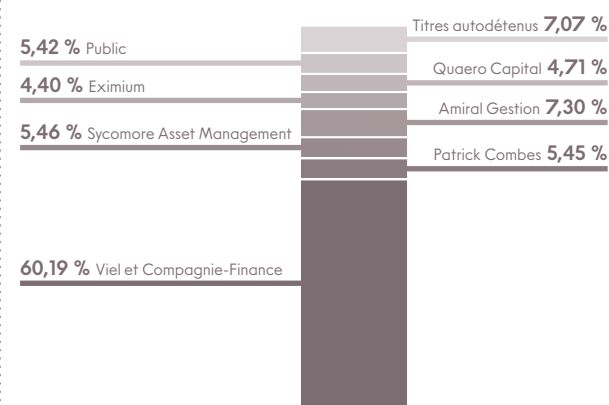 Titres autodétenus 7,07 %
5,42 % Public
Quaero Capital 4,71 %
4,40 % Eximium
Amiral Gestion 7,30 %
5,46 % Sycomore Asset Management
Patrick Combes 5,45 %
60,19 % Viel et Compagnie-Finance